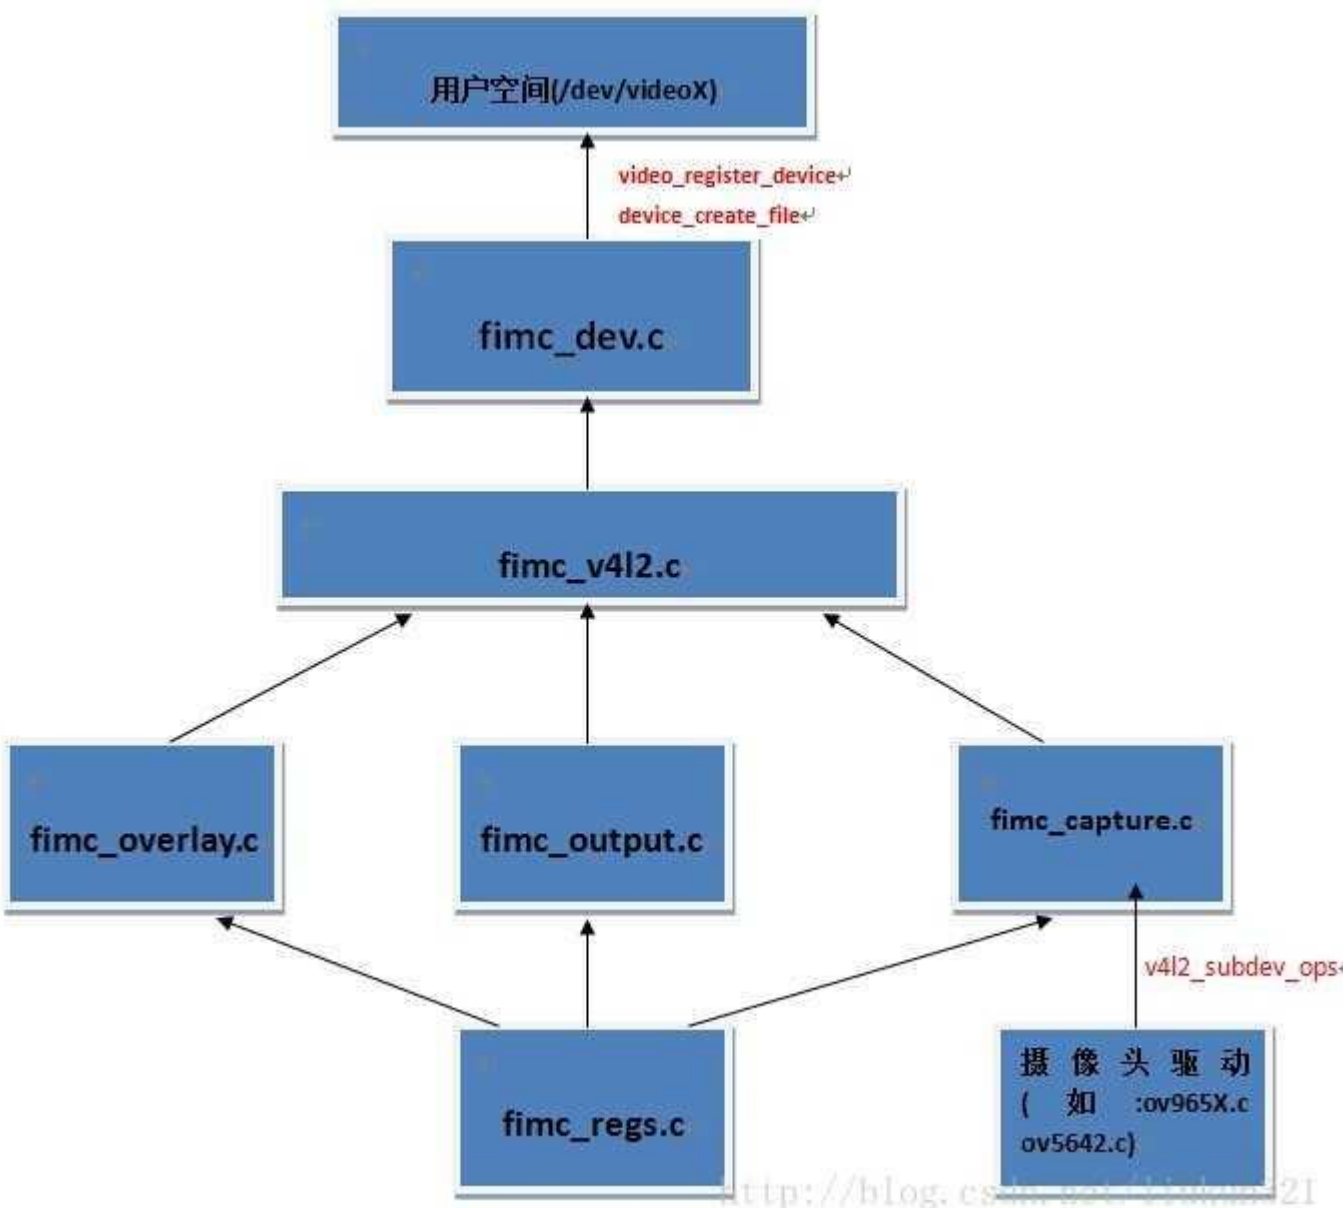 用户空间(/dev/videoX)
video_register_device↵
device_create_file↵
fimc_dev.c
fimc_v4l2.c
fimc_overlay.c
fimc_output.c
fimc_capture.c
v4l2_subdev_ops
fimc_regs.c
摄像头驱动
(如:ov965X.c
ov5642.c)